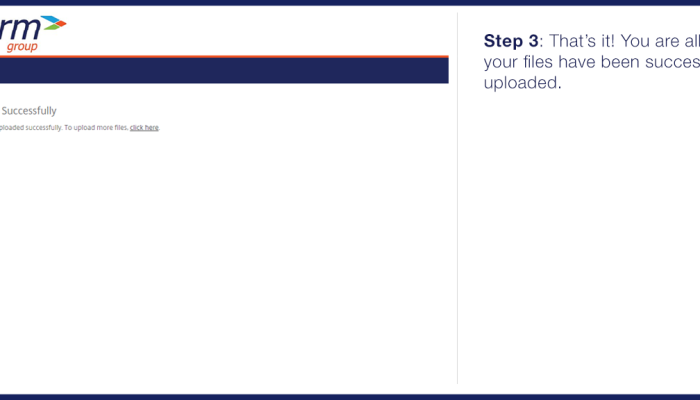 rm
group
Successfully
ploaded successfully. To upload more files, click here.
Step 3: That's it! You are all
your files have been succes
uploaded.